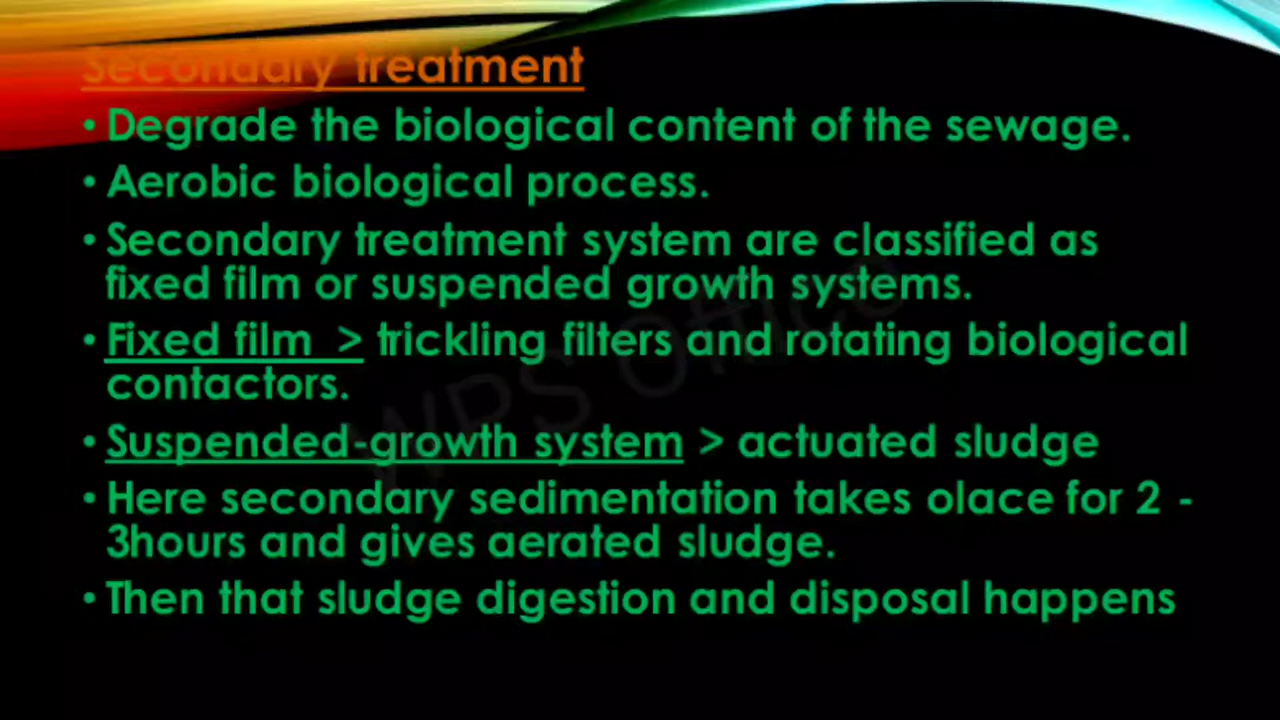 Secondary treatment
• Degrade the biological content of the sewage.
• Aerobic biological process.
• Secondary treatment system are classified as
fixed film or suspended growth systems.
• Fixed film > trickling filters and rotating biological
contactors.
• Suspended-growth system > actuated sludge
• Here secondary sedimentation takes olace for 2 -
3hours and gives aerated sludge.
• Then that sludge digestion and disposal happens
WPS Office